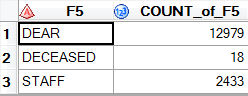 F5 COUNT_of_F5
1 DEAR 12979
2 DECEASED 18
3 STAFF 2433